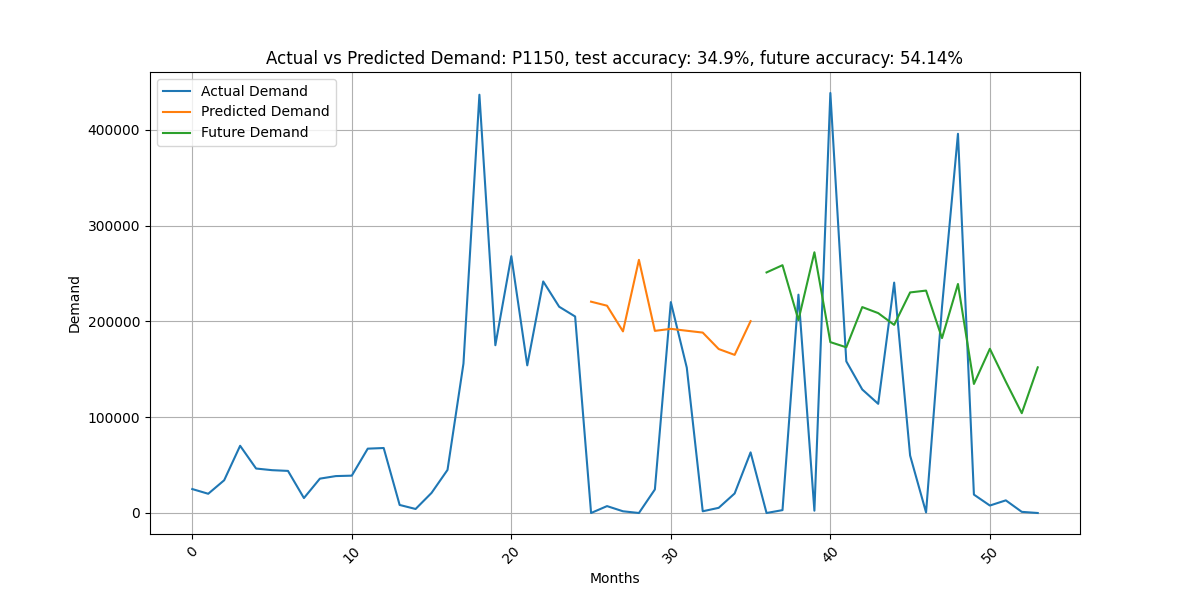 Actual vs Predicted Demand: P1150, test accuracy: 34.9%, future accuracy: 54.14%
Actual Demand
Predicted Demand
Future Demand
400000
300000
200000
100000
0
Demand
0 10 20 30 40 50
Months